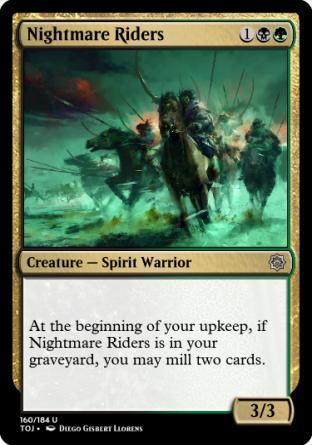 Nightmare Riders 1
Creature — Spirit Warrior
At the beginning of your upkeep, if
Nightmare Riders is in your
graveyard, you may mill two cards.
3/3
160/184 U
TOJ • Diego Gisbert Llorens